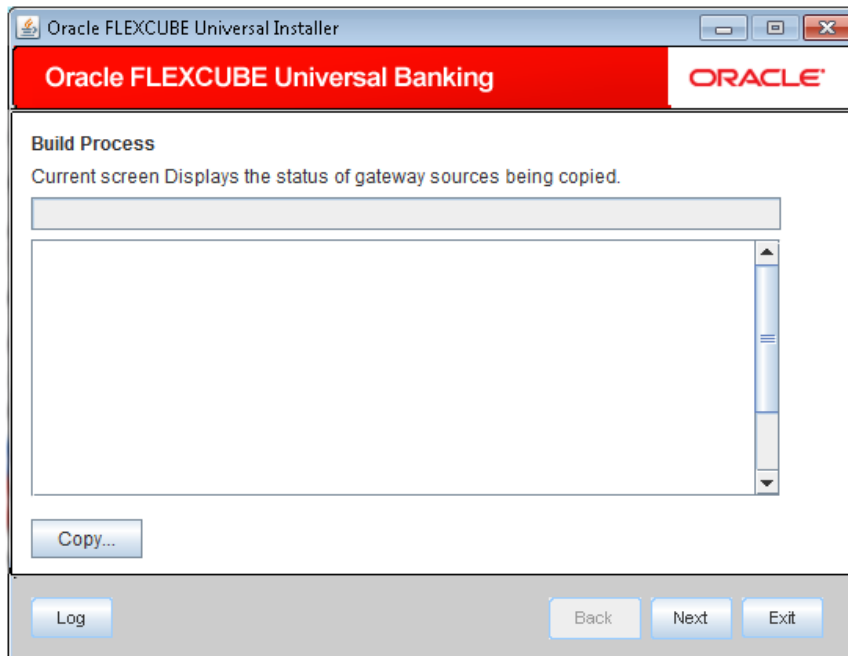 Oracle FLEXCUBE Universal Installer
Oracle FLEXCUBE Universal Banking
ORACLE
Build Process
Current screen Displays the status of gateway sources being copied.
Copy...
Log
Back
Next
Exit